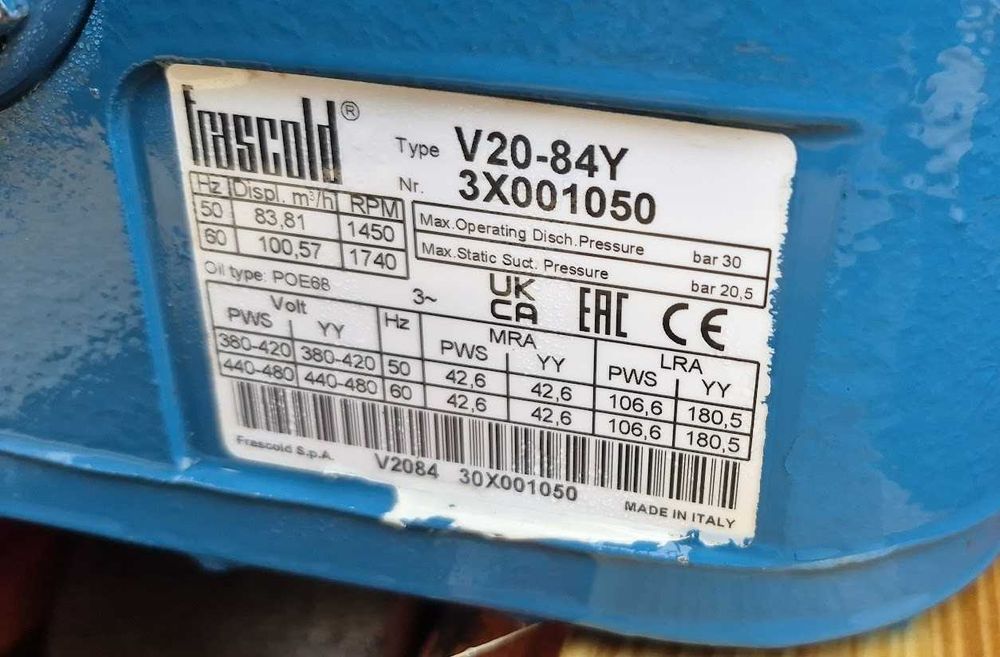 frascold ®
Type V20-84Y
Nr. 3X001050
Hz Displ. m³/h RPM
50 83,81 1450
60 100,57 1740
Max.Operating Disch.Pressure bar 30
Max.Static Suct. Pressure bar 20,5
Oil type: POE68
3~ UK CA EAC CE
Volt Hz MRA LRA
PWS YY PWS YY PWS YY
380-420 380-420 50 42,6 42,6 106,6 180,5
440-480 440-480 60 42,6 42,6 106,6 180,5
Frascold S.p.A.
V2084 30X001050
MADE IN ITALY